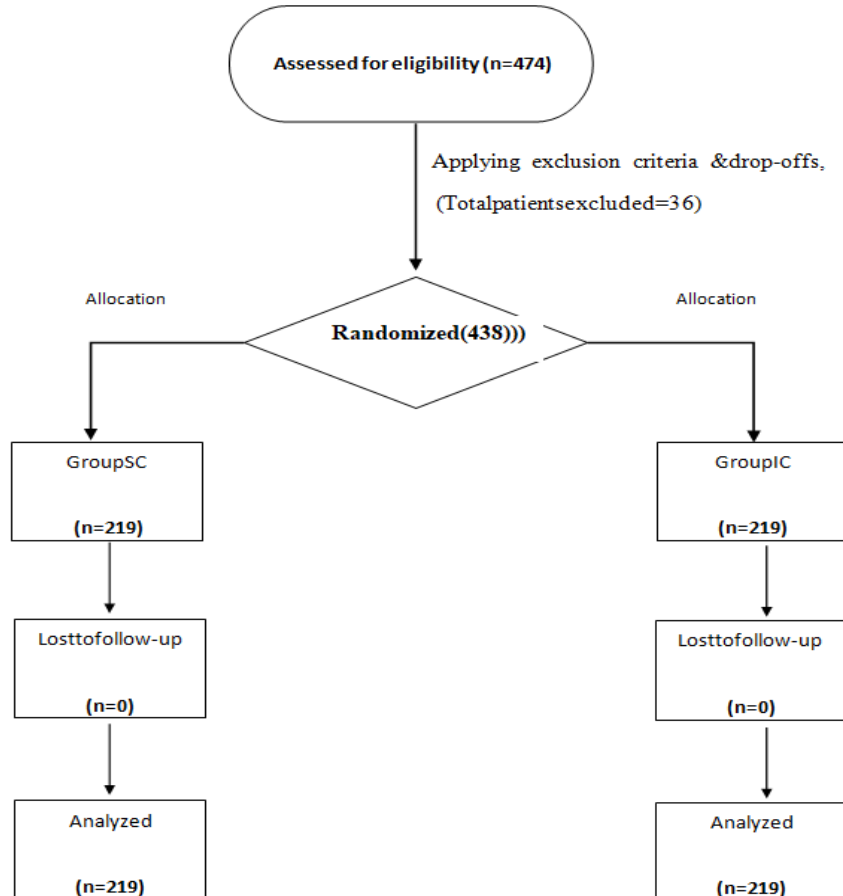 Assessed for eligibility (n=474)
Applying exclusion criteria &drop-offs,
(Totalpatientsexcluded=36)
Allocation
Allocation
Randomized(438)))
GroupSC
(n=219)
GroupIC
(n=219)
Losttofollow-up
(n=0)
Losttofollow-up
(n=0)
Analyzed
(n=219)
Analyzed
(n=219)